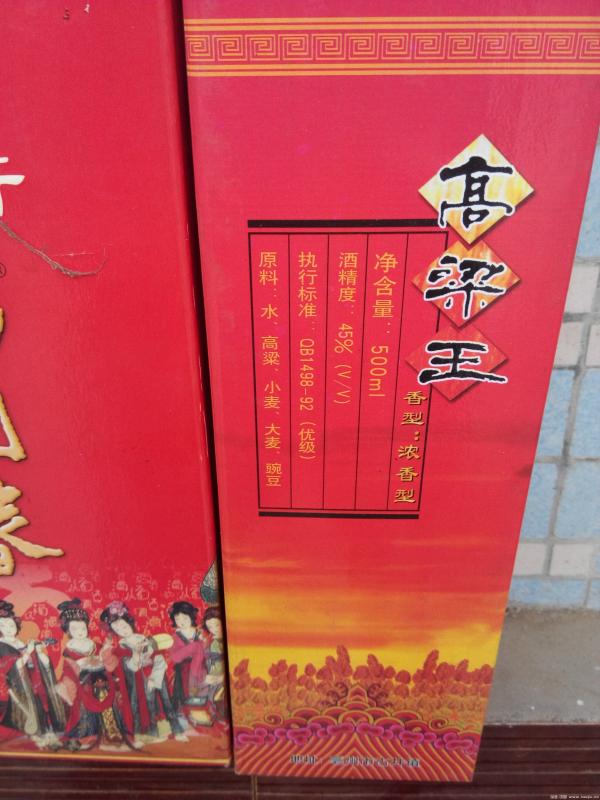 高粱王
香型：浓香型
净含量：500ml
酒精度：45%（V/V）
执行标准：QB1498-92（优级）
原料：水、高粱、小麦、大麦、豌豆
春